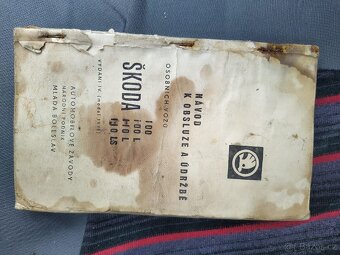 NÁVOD
K OBSLUZE A ÚDRŽBĚ
OSOBNÍCH VOZŮ
ŠKODA
100
100 L
110 L
110 LS
AUTOMOBILOVÉ ZÁVODY
NÁRODNÍ PODNIK
MLADÁ BOLESLAV